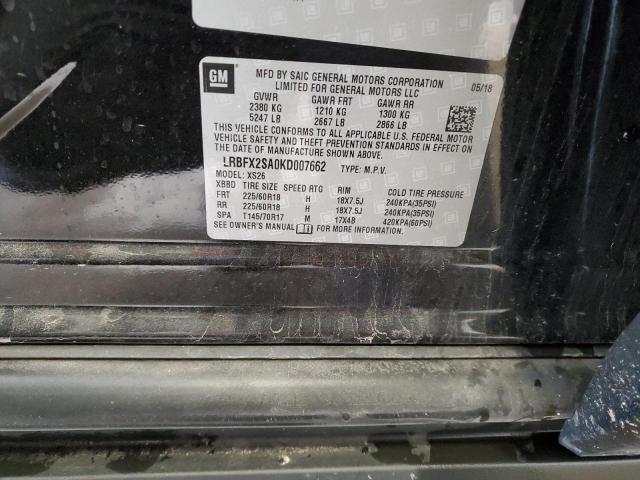 GM
MFD BY SAIC GENERAL MOTORS CORPORATION 05/18
LIMITED FOR GENERAL MOTORS LLC
GVWR GAWR FRT GAWR RR
2380 KG 1210 KG 1300 KG
5247 LB 2667 LB 2866 LB
THIS VEHICLE CONFORMS TO ALL APPLICABLE U.S. FEDERAL MOTOR
VEHICLE SAFETY AND THEFT PREVENTION STANDARDS IN EFFECT ON
THE DATE OF MANUFACTURE SHOWN ABOVE.
LRBFX2SA0KD007662 TYPE: M.P.V.
MODEL: XS26
XBBD TIRE SIZE SPEED RTG RIM COLD TIRE PRESSURE
FRT 225/60R18 H 18X7.5J 240KPA(35PSI)
RR 225/60R18 H 18X7.5J 240KPA(35PSI)
SPA T145/70R17 M 17X4B 420KPA(60PSI)
SEE OWNER'S MANUAL FOR MORE INFORMATION.